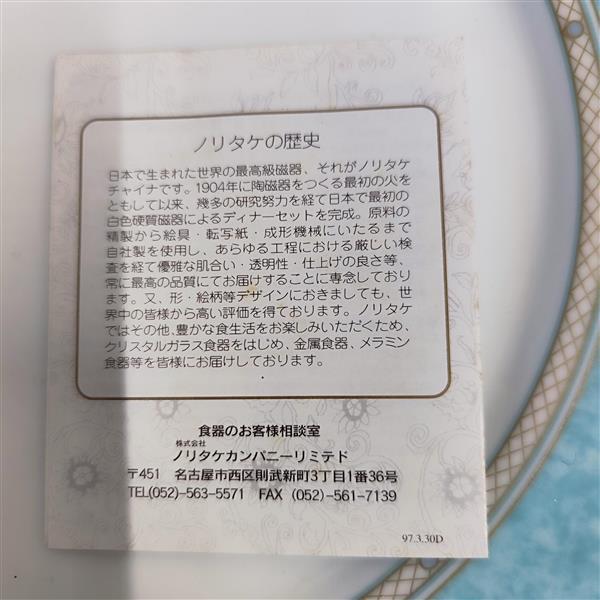 ノリタケの歴史
日本で生まれた世界の最高級磁器、それがノリタケ
チャイナです。1904年に陶磁器をつくる最初の火を
ともして以来、幾多の研究努力を経て日本で最初の
白色硬質磁器によるディナーセットを完成。原料の
精製から絵具・転写紙・成形機械にいたるまで
自社製を使用し、あらゆる工程における厳しい検
査を経て優雅な肌合い・透明性・仕上げの良さ等、
常に最高の品質にてお届けすることに専念しており
ます。又、形・絵柄等デザインにおきましても、世
界中の皆様から高い評価を得ております。ノリタケ
ではその他、豊かな食生活をお楽しみいただくため、
クリスタルガラス食器をはじめ、金属食器、メラミン
食器等を皆様にお届けしております。
食器のお客様相談室
株式会社 ノリタケカンパニーリミテド
〒451 名古屋市西区則武新町3丁目1番36号
TEL(052)-563-5571 FAX (052)-561-7139
97.3.30D